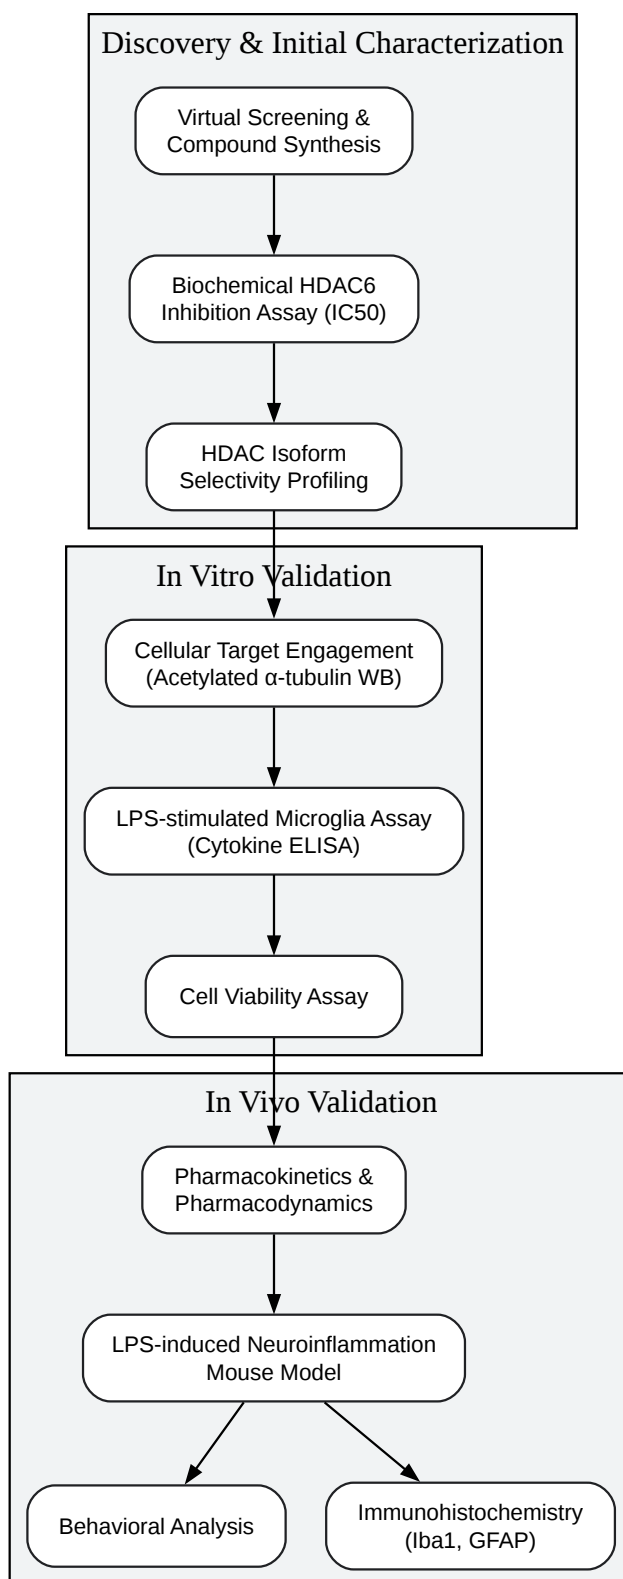 Discovery & Initial Characterization
Virtual Screening &
Compound Synthesis
Biochemical HDAC6
Inhibition Assay (IC50)
HDAC Isoform
Selectivity Profiling
In Vitro Validation
Cellular Target Engagement
(Acetylated α-tubulin WB)
LPS-stimulated Microglia Assay
(Cytokine ELISA)
Cell Viability Assay
In Vivo Validation
Pharmacokinetics &
Pharmacodynamics
LPS-induced Neuroinflammation
Mouse Model
Behavioral Analysis
Immunohistochemistry
(Iba1, GFAP)